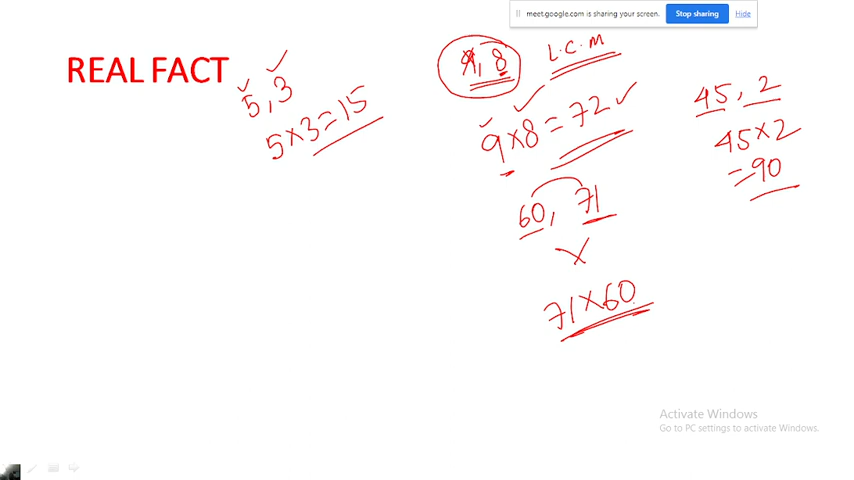 meet.google.com is sharing your screen. Stop sharing Hide
REAL FACT
5, 3
5×3=15
9, 8 L.C.M
9×8=72
60, 71
×
71×60
45, 2
45×2
=90
Activate Windows
Go to PC settings to activate Windows.